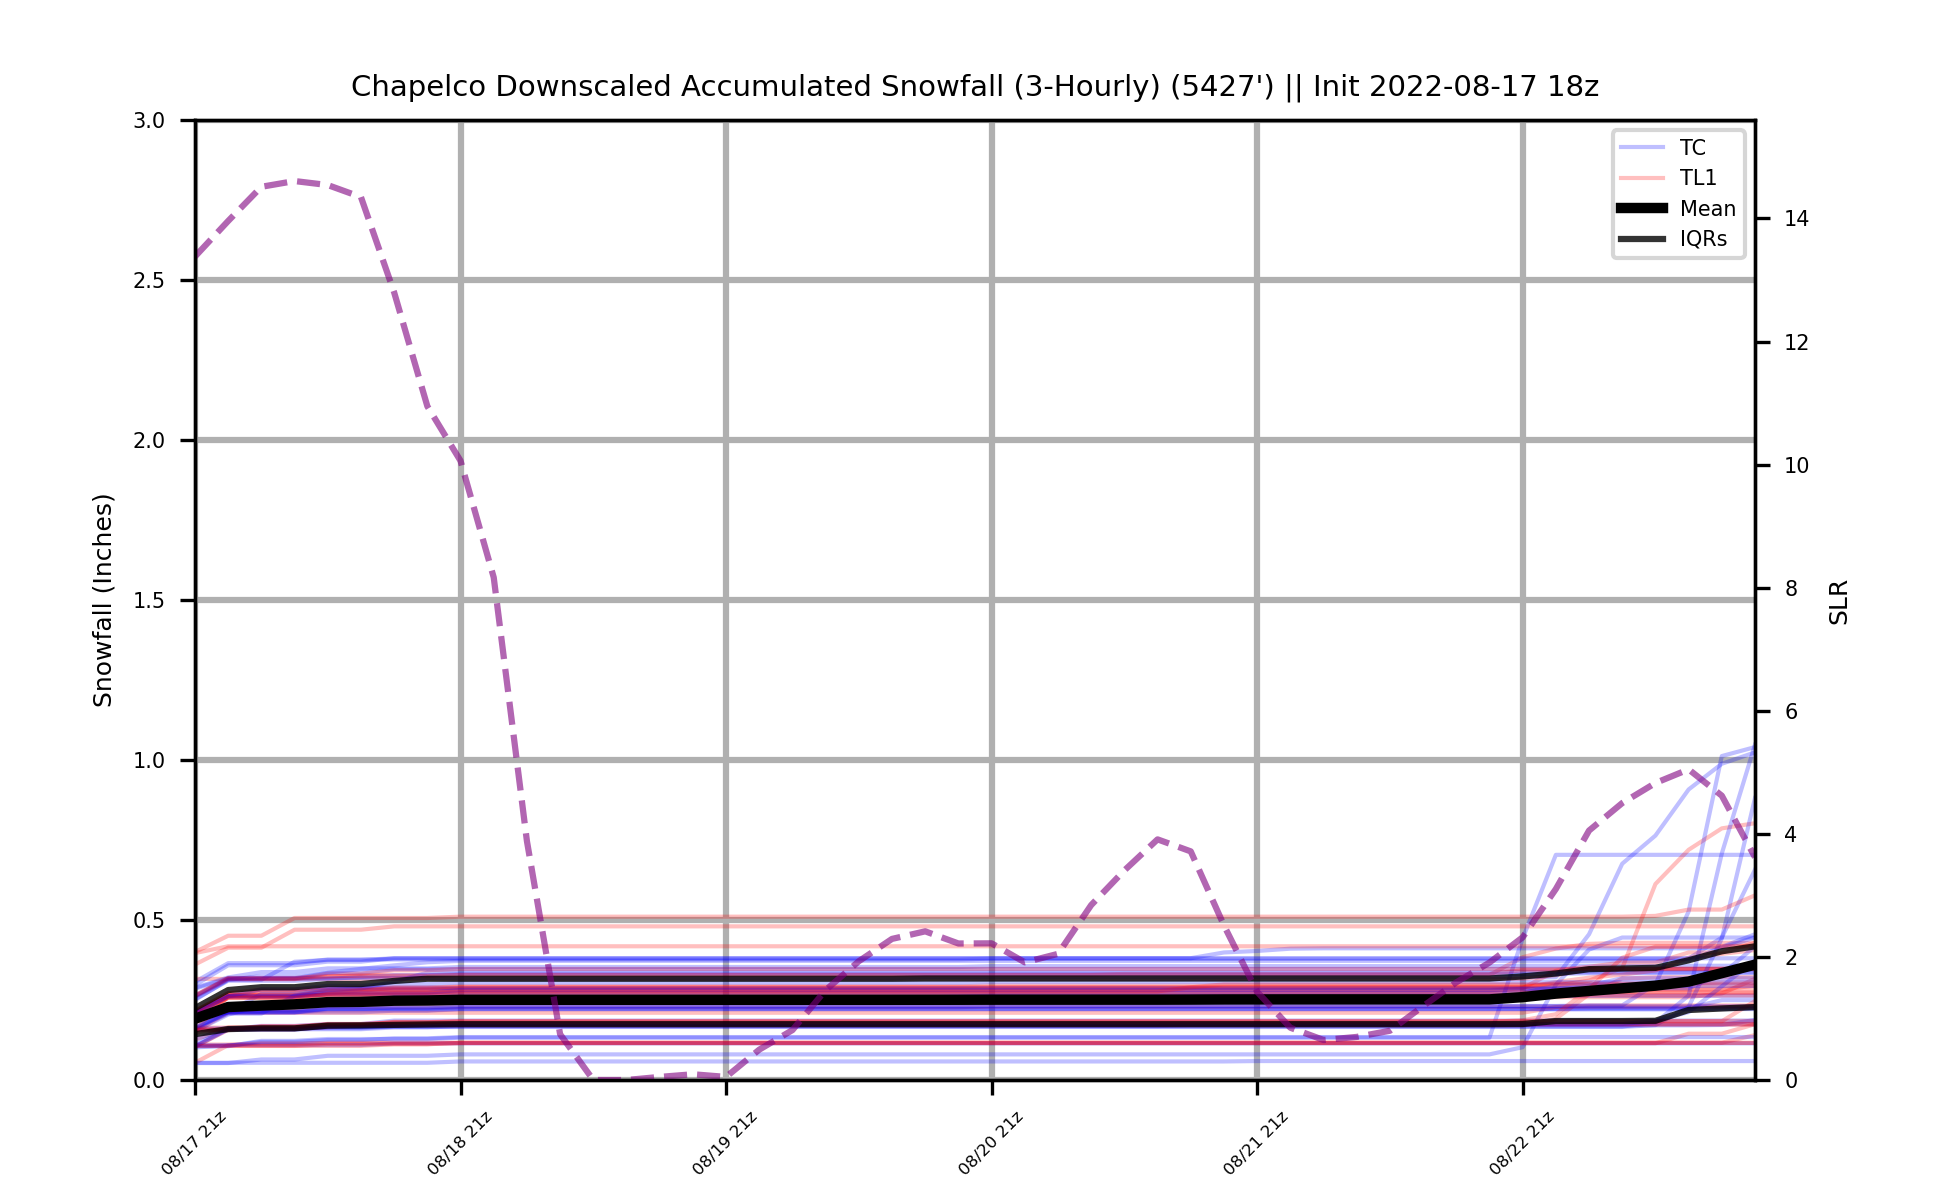 Chapelco Downscaled Accumulated Snowfall (3-Hourly) (5427') || Init 2022-08-17 18z
TC
TL1
Mean
IQRs
Snowfall (Inches)
3.0
2.5
2.0
1.5
1.0
0.5
0.0
14
12
10
8
6
4
2
0
SLR
08/17 21z
08/18 21z
08/19 21z
08/20 21z
08/21 21z
08/22 21z